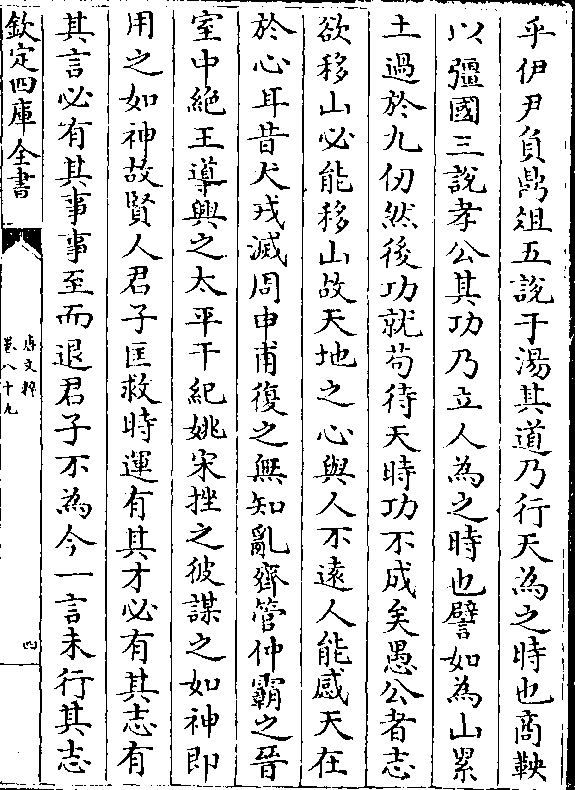 乎伊尹負鼎俎五說于湯其道乃行天為之時也商鞅
以彊國三說孝公其功乃立人為之時也譬如為山累
土過於九仞然後功就苟待天時功不成矣愚公者志
欲移山必能移山故天地之心與人不遠人能感天在
於心耳昔犬戎滅周申甫復之無知亂齊管仲霸之晉
室中絶王導興之太平干紀姚宋挫之彼謀之如神即
用之如神故賢人君子匡救時運有其才必有其志有
其言必有其事事至而退君子不為今一言未行其志
欽定四庫全書
唐文粹
卷八十九
四